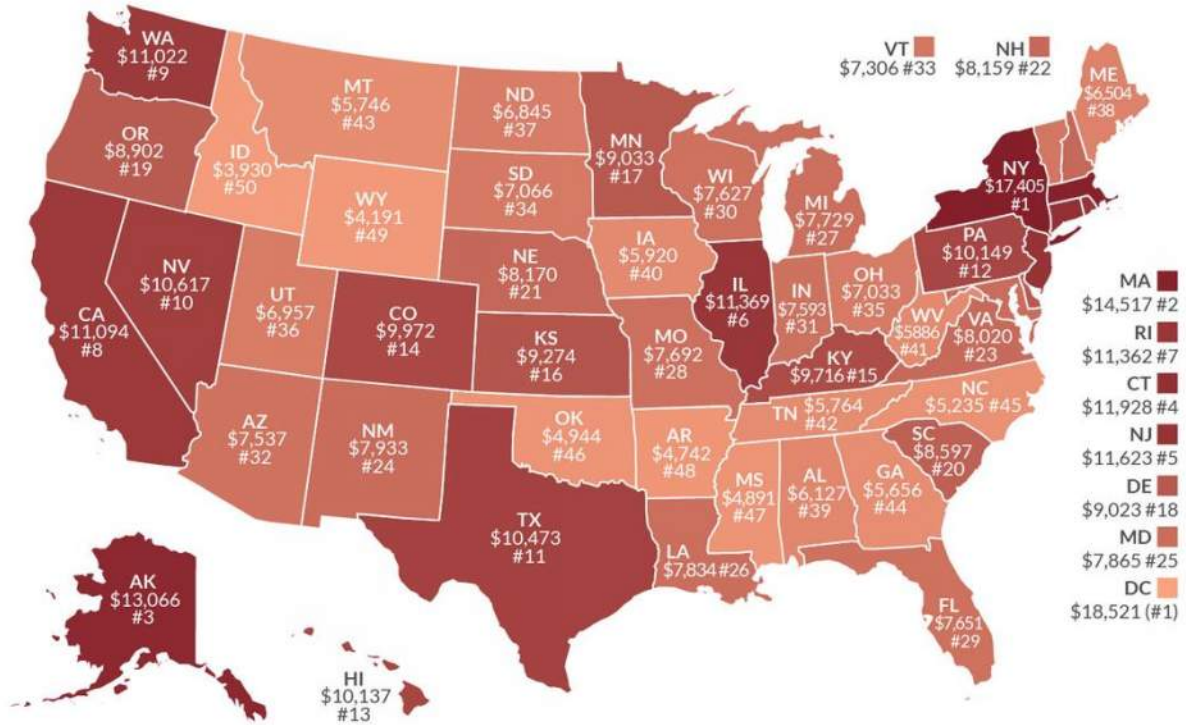 WA
$11,022
#9
MT
$5,746
#43
ND
$6,845
#37
VT
$7,306 #33
NH
$8,159 #22
ME
$6,504
#38
OR
$8,902
#19
ID
$3,930
#50
WY
$4,191
#49
SD
$7,066
#34
MN
$9,033
#17
WI
$7,627
#30
MI
$7,729
#27
NY
$17,405
#1
PA
$10,149
#12
NV
$10,617
#10
CA
$11,094
#8
UT
$6,957
#36
CO
$9,972
#14
NE
$8,170
#21
IA
$5,920
#40
IL
$11,369
#6
IN
$7,593
#31
OH
$7,033
#35
WV
$5886
#41
VA
$8,020
#23
KS
$9,274
#16
MO
$7,692
#28
KY
$9,716 #15
MA
$14,517 #2
RI
$11,362 #7
CT
$11,928 #4
NJ
$11,623 #5
DE
$9,023 #18
MD
$7,865 #25
DC
$18,521 (#1)
AZ
$7,537
#32
NM
$7,933
#24
OK
$4,944
#46
AR
$4,742
#48
TN $5,764
#42
NC
$5,235 #45
SC
$8,597
#20
MS
$4,891
#47
AL
$6,127
#39
GA
$5,656
#44
TX
$10,473
#11
LA
$7,834 #26
FL
$7,651
#29
AK
$13,066
#3
HI
$10,137
#13